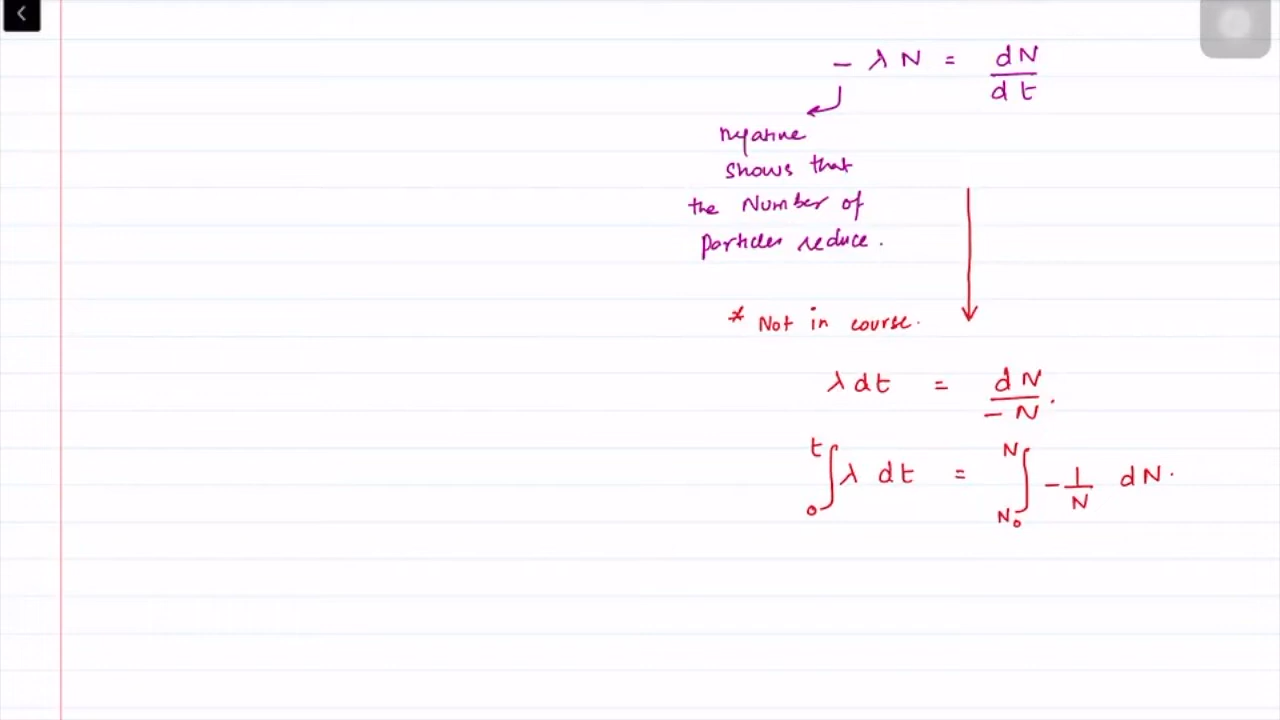 - λ N = dN/dt
Negative
shows that
the Number of
Particles reduce.
* Not in course.
λ dt = dN/-N.
∫₀ᵗ λ dt = ∫_N₀^N -1/N dN.